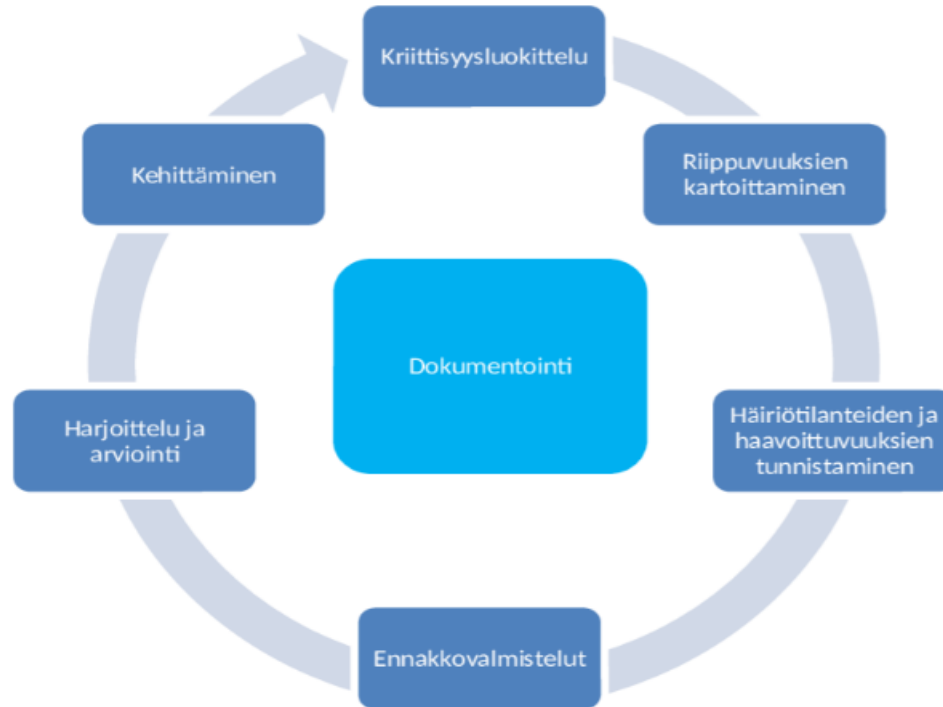 Kriittisyysluokittelu
Riippuvuuksien
kartoittaminen
Häiriötilanteiden ja
haavoittuvuuksien
tunnistaminen
Ennakkovalmistelut
Harjoittelu ja
arviointi
Kehittäminen
Dokumentointi